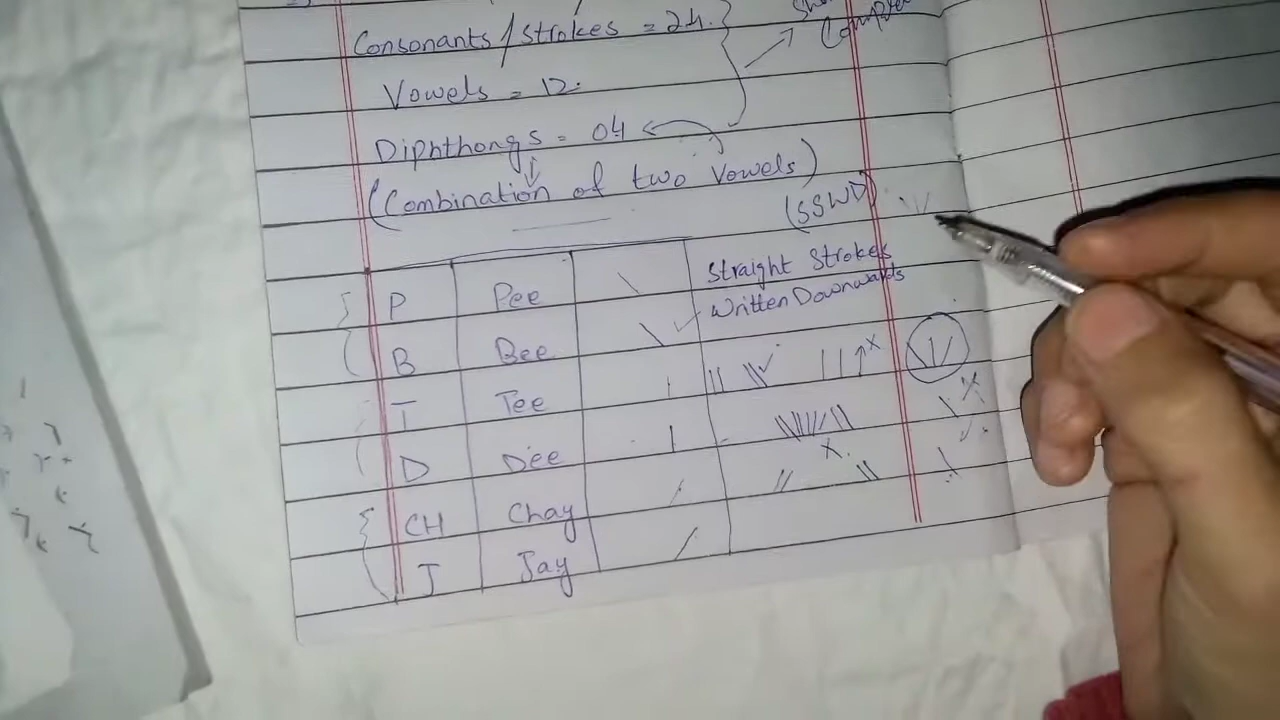 Consonants/Strokes = 24.
Vowels = 12.
Diphthongs = 04
(Combination of two Vowels)
(SSWD)
P Pee \ Straight Strokes
Written Downwards
B Bee \
T Tee |
D Dee |
CH Chay /
J Jay /